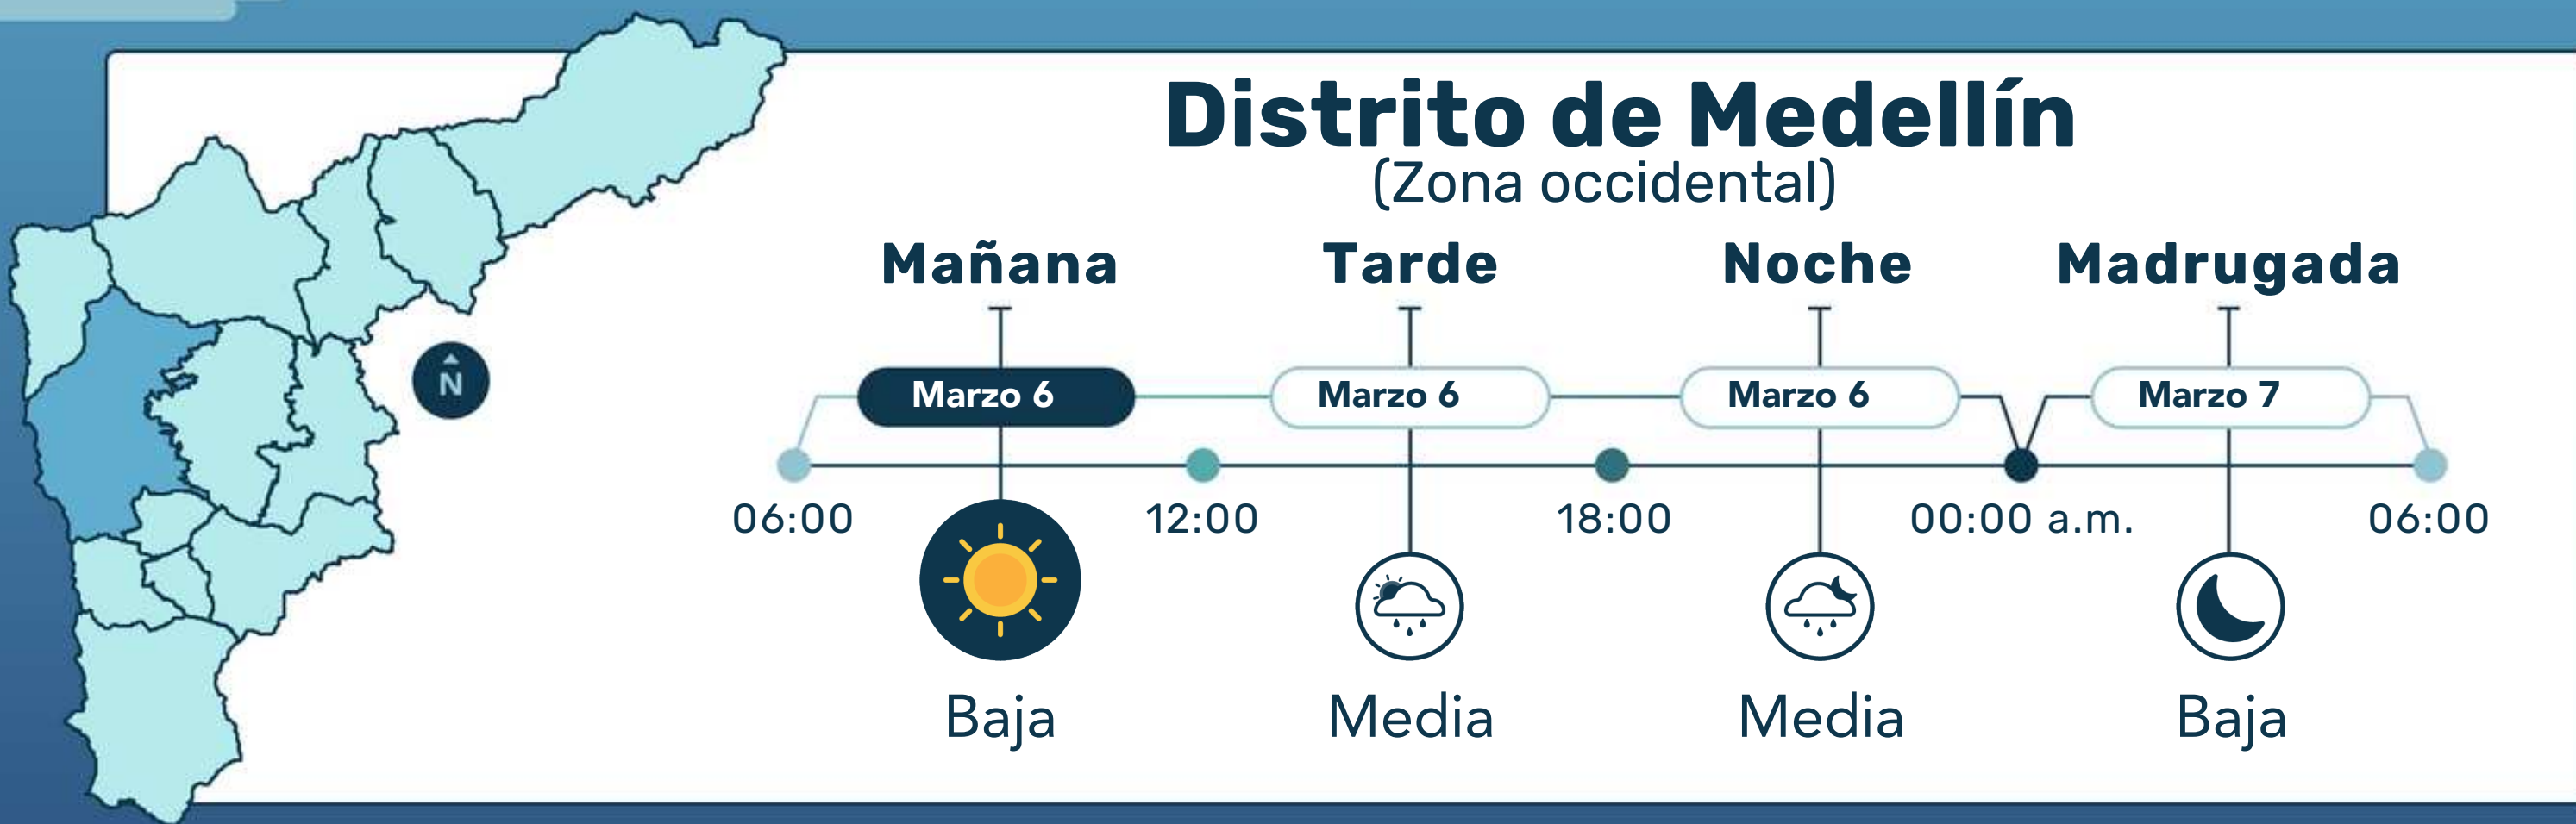 Distrito de Medellín
(Zona occidental)
Mañana Tarde Noche Madrugada
N
Marzo 6 Marzo 6 Marzo 6 Marzo 7
06:00 12:00 18:00 00:00 a.m. 06:00
Baja Media Media Baja